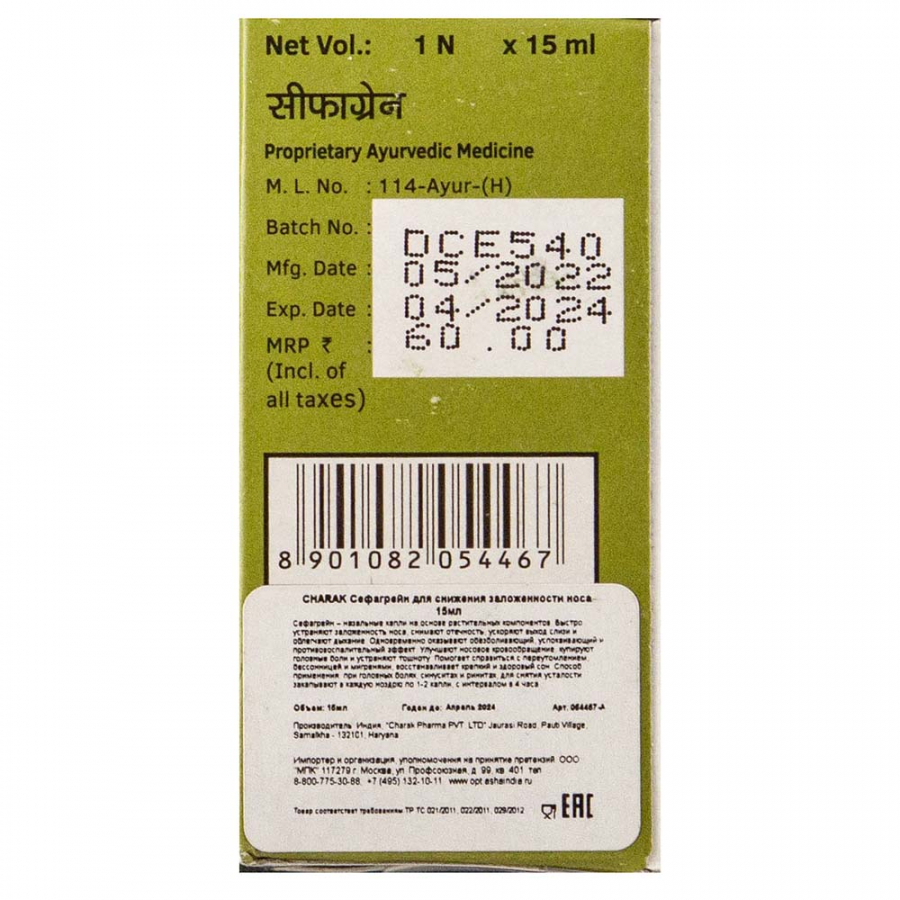 Net Vol.: 1 N x 15 ml
सीफाग्रेन
Proprietary Ayurvedic Medicine
M. L. No. : 114-Ayur-(H)
Batch No. : DCE540
Mfg. Date : 05/2022
Exp. Date : 04/2024
MRP ₹ : 60.00
(Incl. of
all taxes)
8 901082 054467
CHARAK Сефагрейн для снижения заложенности носа
15мл
Сефагрейн – назальные капли на основе растительных компонентов. Быстро
устраняют заложенность носа, снимают отечность, ускоряют выход слизи и
облегчают дыхание. Одновременно оказывают обезболивающий, успокаивающий и
противовоспалительный эффект. Улучшают носовое кровообращение, купируют
головные боли и устраняют тошноту. Помогает справиться с переутомлением,
бессонницей и мигренями, восстанавливает крепкий и здоровый сон. Способ
применения: при головных болях, синуситах и ринитах, для снятия усталости
закапывают в каждую ноздрю по 1-2 капли, с интервалом в 4 часа
Объем: 15мл Годен до: Апрель 2024 Арт. 054467-A
Производитель: Индия, "Charak Pharma PVT. LTD" Jaurasi Road, Pauti Village,
Samalkha - 132101, Haryana
Импортер и организация, уполномоченная на принятие претензий: ООО
"МПК" 117279 г. Москва, ул. Профсоюзная, д. 99, кв. 401 тел.
8-800-775-30-88, +7 (495) 132-10-11 www.opt.ashaindia.ru
Товар соответствует требованиям ТР ТС 021/2011, 022/2011, 029/2012
EAC